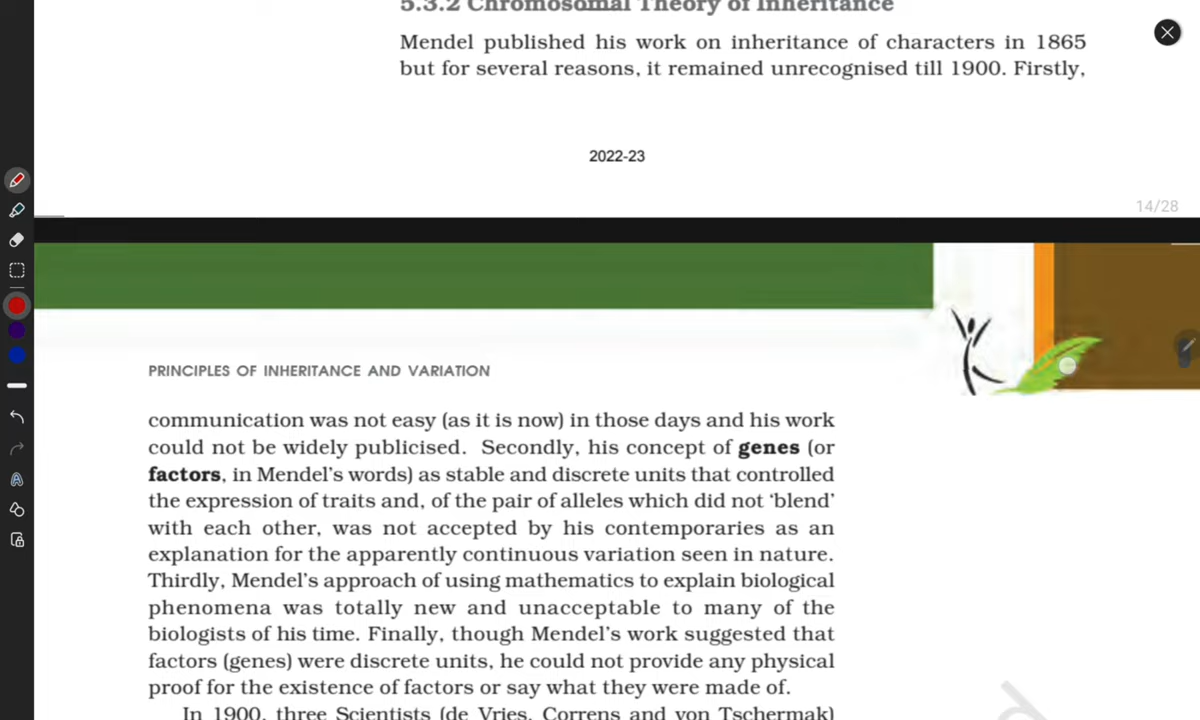 5.3.2 Chromosomal Theory of Inheritance
Mendel published his work on inheritance of characters in 1865
but for several reasons, it remained unrecognised till 1900. Firstly,
2022-23
14/28
PRINCIPLES OF INHERITANCE AND VARIATION
communication was not easy (as it is now) in those days and his work
could not be widely publicised. Secondly, his concept of genes (or
factors, in Mendel's words) as stable and discrete units that controlled
the expression of traits and, of the pair of alleles which did not 'blend'
with each other, was not accepted by his contemporaries as an
explanation for the apparently continuous variation seen in nature.
Thirdly, Mendel's approach of using mathematics to explain biological
phenomena was totally new and unacceptable to many of the
biologists of his time. Finally, though Mendel's work suggested that
factors (genes) were discrete units, he could not provide any physical
proof for the existence of factors or say what they were made of.
In 1900, three Scientists (de Vries, Correns and von Tschermak)